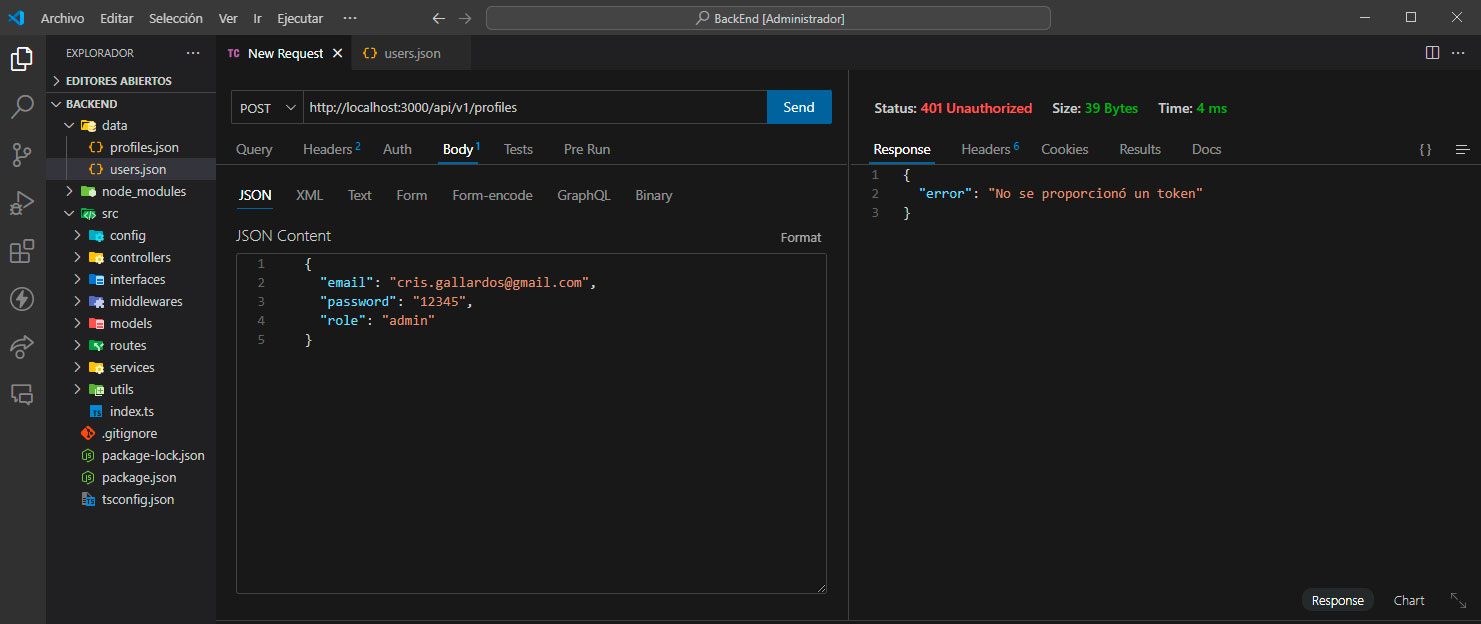 Archivo Editar Selección Ver Ir Ejecutar ··· BackEnd [Administrador]
EXPLORADOR ···
EDITORES ABIERTOS
BACKEND
data
profiles.json
users.json
node_modules
src
config
controllers
interfaces
middlewares
models
routes
services
utils
TS index.ts
.gitignore
JS package-lock.json
JS package.json
TS tsconfig.json
TC New Request {} users.json
POST http://localhost:3000/api/v1/profiles Send
Query Headers 2 Auth Body 1 Tests Pre Run
JSON XML Text Form Form-encode GraphQL Binary
JSON Content Format
1 {
2 "email": "cris.gallardos@gmail.com",
3 "password": "12345",
4 "role": "admin"
5 }
Status: 401 Unauthorized Size: 39 Bytes Time: 4 ms
Response Headers 6 Cookies Results Docs {}
1 {
2 "error": "No se proporcionó un token"
3 }
Response Chart